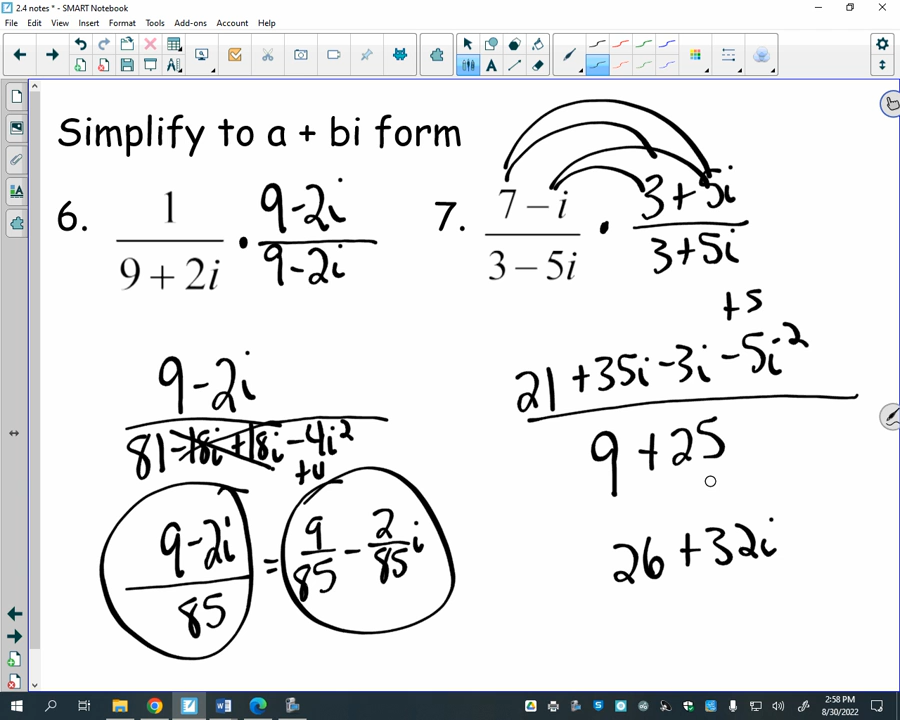 2.4 notes * - SMART Notebook
File Edit View Insert Format Tools Add-ons Account Help
Simplify to a + bi form
6. 1 / 9 + 2i • 9-2i / 9-2i
9-2i
81-18i+18i-4i²
+4
9-2i / 85 = 9/85 - 2/85 i
7. 7 - i / 3 - 5i • 3+5i / 3+5i
+5
21 +35i -3i -5i²
9 +25
26 +32i
2:58 PM
8/30/2022